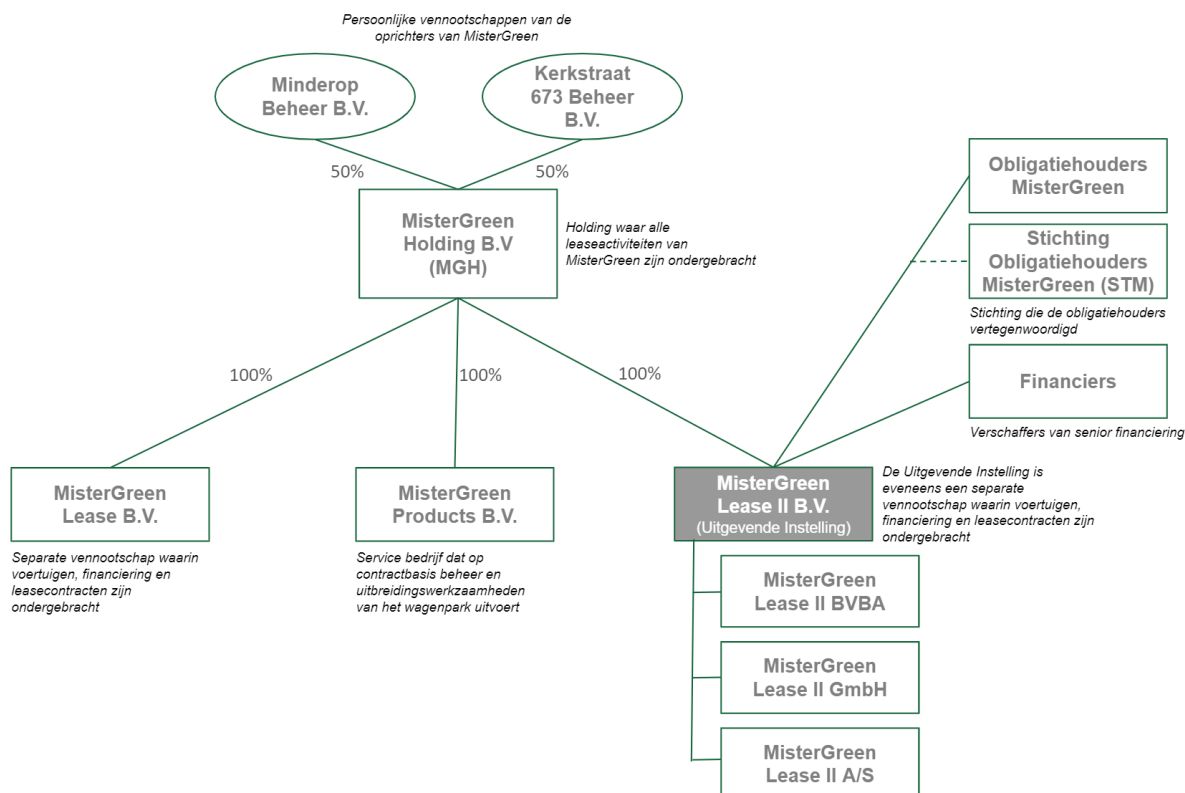 Persoonlijke vennootschappen van de
oprichters van MisterGreen
Minderop
Beheer B.V.
Kerkstraat
673 Beheer
B.V.
50%
50%
MisterGreen
Holding B.V
(MGH)
Holding waar alle
leaseactiviteiten van
MisterGreen zijn ondergebracht
Obligatiehouders
MisterGreen
Stichting
Obligatiehouders
MisterGreen (STM)
Stichting die de obligatiehouders
vertegenwoordigd
Financiers
Verschaffers van senior financiering
100%
100%
100%
MisterGreen
Lease B.V.
Separate vennootschap waarin
voertuigen, financiering en
leasecontracten zijn
ondergebracht
MisterGreen
Products B.V.
Service bedrijf dat op
contractbasis beheer en
uitbreidingswerkzaamheden
van het wagenpark uitvoert
MisterGreen
Lease II B.V.
(Uitgevende Instelling)
De Uitgevende Instelling is
eveneens een separate
vennootschap waarin voertuigen,
financiering en leasecontracten zijn
ondergebracht
MisterGreen
Lease II BVBA
MisterGreen
Lease II GmbH
MisterGreen
Lease II A/S